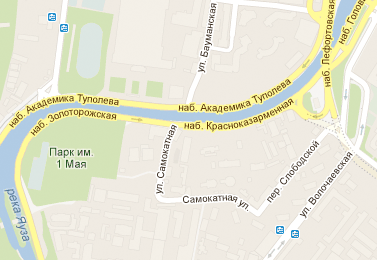 ул. Бауманская
наб. Лефортовская
наб. Голов
наб. Академика Туполева
наб. Академика Туполева
наб. Золоторожская
наб. Красноказарменная
Парк им.
1 Мая
ул. Самокатная
Самокатная ул.
пер. Слободской
ул. Волочаевская
река Яуза